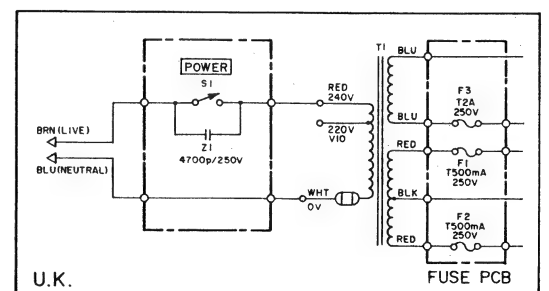 POWER
S1
Z1
4700p/250V
BRN(LIVE)
BLU(NEUTRAL)
RED
240V
220V
V10
WHT
0V
T1
BLU
BLU
RED
BLK
RED
F3
T2A
250V
F1
T500mA
250V
F2
T500mA
250V
U.K.
FUSE PCB